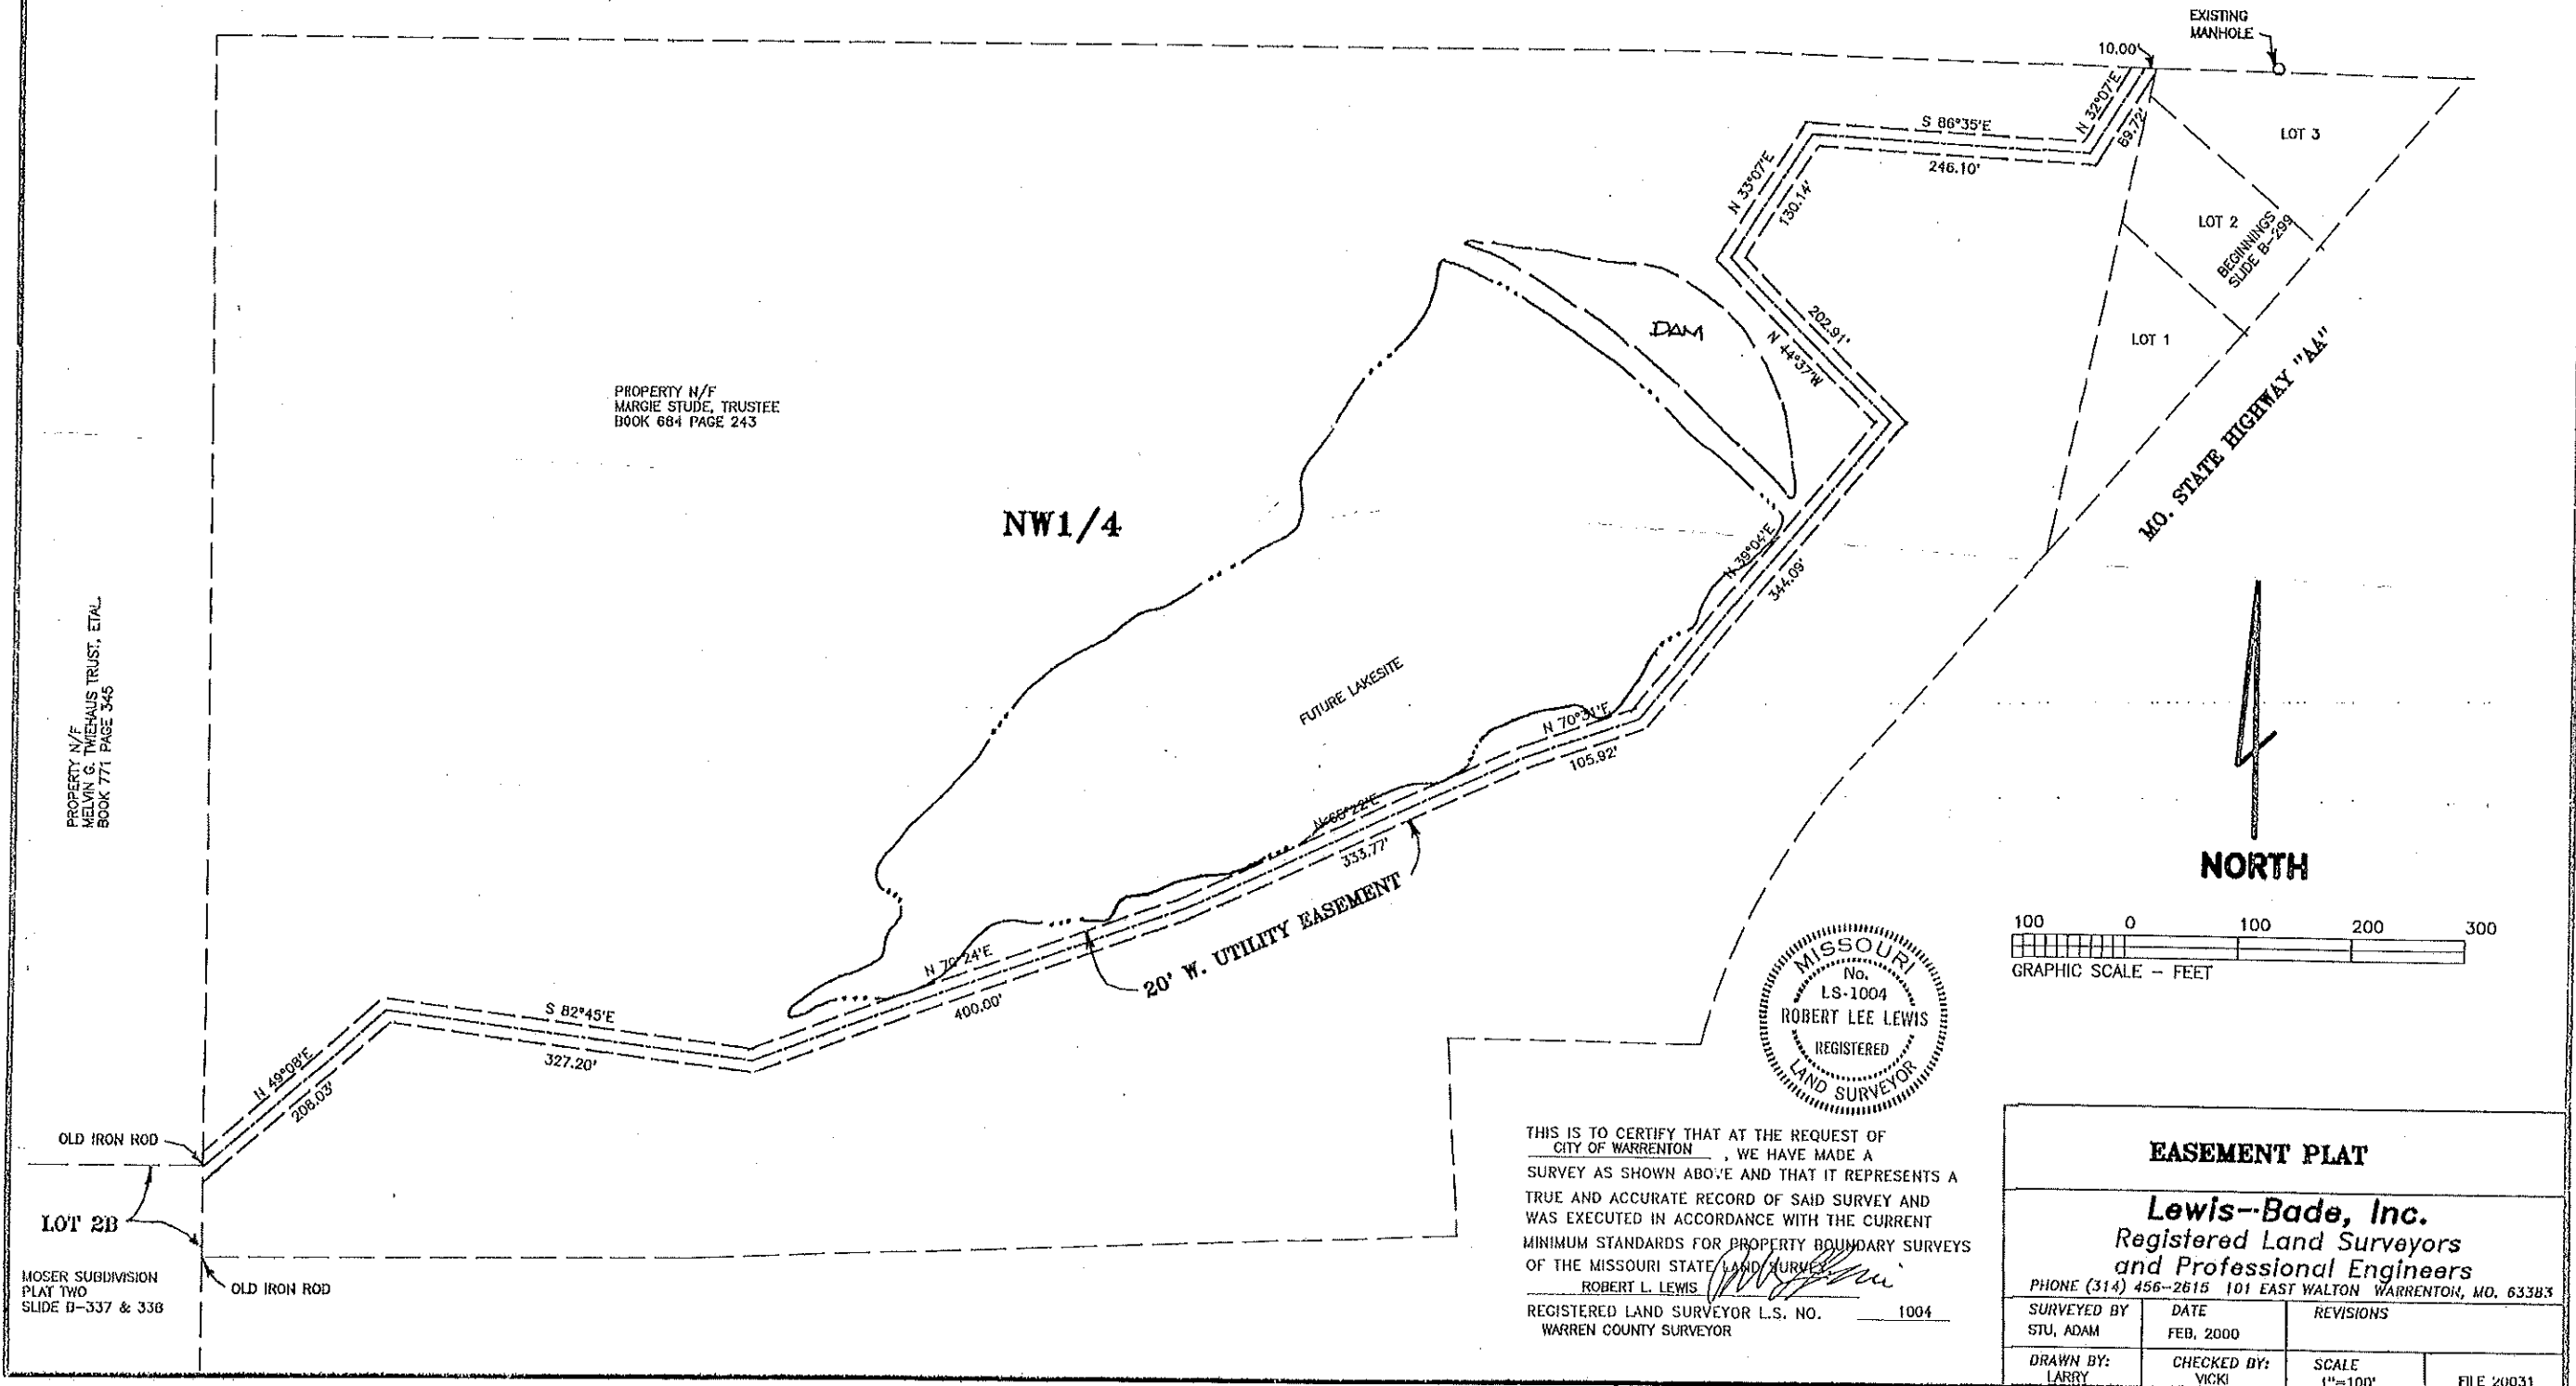 EXISTING
MANHOLE
10.00'
N 32°07'E
69.72'
LOT 3
S 86°35'E
246.10'
N 33°07'E
130.14'
LOT 2
BEGINNINGS
SLIDE B-299
LOT 1
DAM
202.91'
N 44°37'W
MO. STATE HIGHWAY "AA"
PROPERTY N/F
MARGIE STUDE, TRUSTEE
BOOK 684 PAGE 243
NW1/4
N 39°04'E
344.09'
PROPERTY N/F
MELVIN G. TWIEHAUS TRUST, ETAL.
BOOK 771 PAGE 345
FUTURE LAKESITE
N 70°31'E
105.92'
N 65°22'E
333.77'
20' W. UTILITY EASEMENT
N 70°24'E
400.00'
S 82°45'E
327.20'
N 49°08'E
208.03'
OLD IRON ROD
LOT 2B
OLD IRON ROD
MOSER SUBDIVISION
PLAT TWO
SLIDE B-337 & 338
NORTH
100 0 100 200 300
GRAPHIC SCALE - FEET
MISSOURI
No.
LS-1004
ROBERT LEE LEWIS
REGISTERED
LAND SURVEYOR
THIS IS TO CERTIFY THAT AT THE REQUEST OF
CITY OF WARRENTON , WE HAVE MADE A
SURVEY AS SHOWN ABOVE AND THAT IT REPRESENTS A
TRUE AND ACCURATE RECORD OF SAID SURVEY AND
WAS EXECUTED IN ACCORDANCE WITH THE CURRENT
MINIMUM STANDARDS FOR PROPERTY BOUNDARY SURVEYS
OF THE MISSOURI STATE LAND SURVEY.
ROBERT L. LEWIS
REGISTERED LAND SURVEYOR L.S. NO. 1004
WARREN COUNTY SURVEYOR
EASEMENT PLAT
Lewis-Bade, Inc.
Registered Land Surveyors
and Professional Engineers
PHONE (314) 456-2615 101 EAST WALTON WARRENTON, MO. 63383
SURVEYED BY DATE REVISIONS
STU, ADAM FEB, 2000
DRAWN BY: CHECKED BY: SCALE
LARRY VICKI 1"=100' FILE 20031